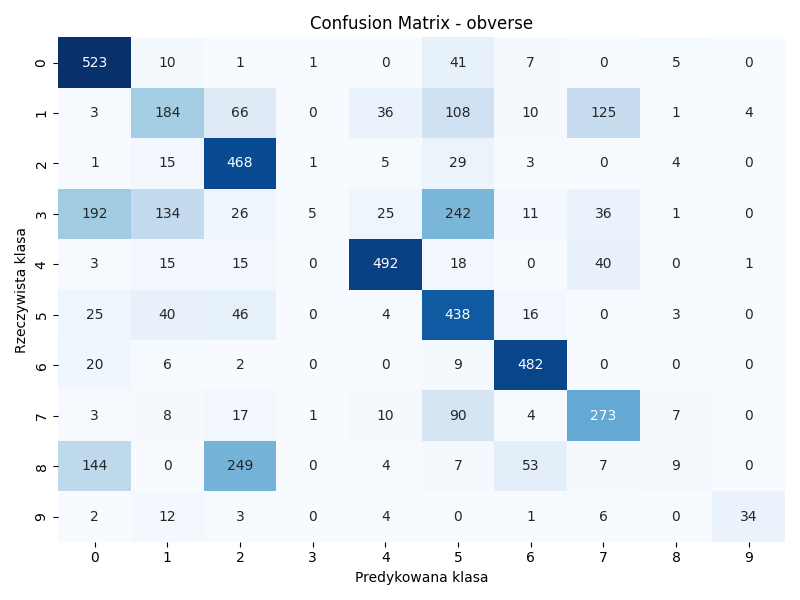 Confusion Matrix - obverse
Rzeczywista klasa
0 523 10 1 1 0 41 7 0 5 0
1 3 184 66 0 36 108 10 125 1 4
2 1 15 468 1 5 29 3 0 4 0
3 192 134 26 5 25 242 11 36 1 0
4 3 15 15 0 492 18 0 40 0 1
5 25 40 46 0 4 438 16 0 3 0
6 20 6 2 0 0 9 482 0 0 0
7 3 8 17 1 10 90 4 273 7 0
8 144 0 249 0 4 7 53 7 9 0
9 2 12 3 0 4 0 1 6 0 34
0 1 2 3 4 5 6 7 8 9
Predykowana klasa